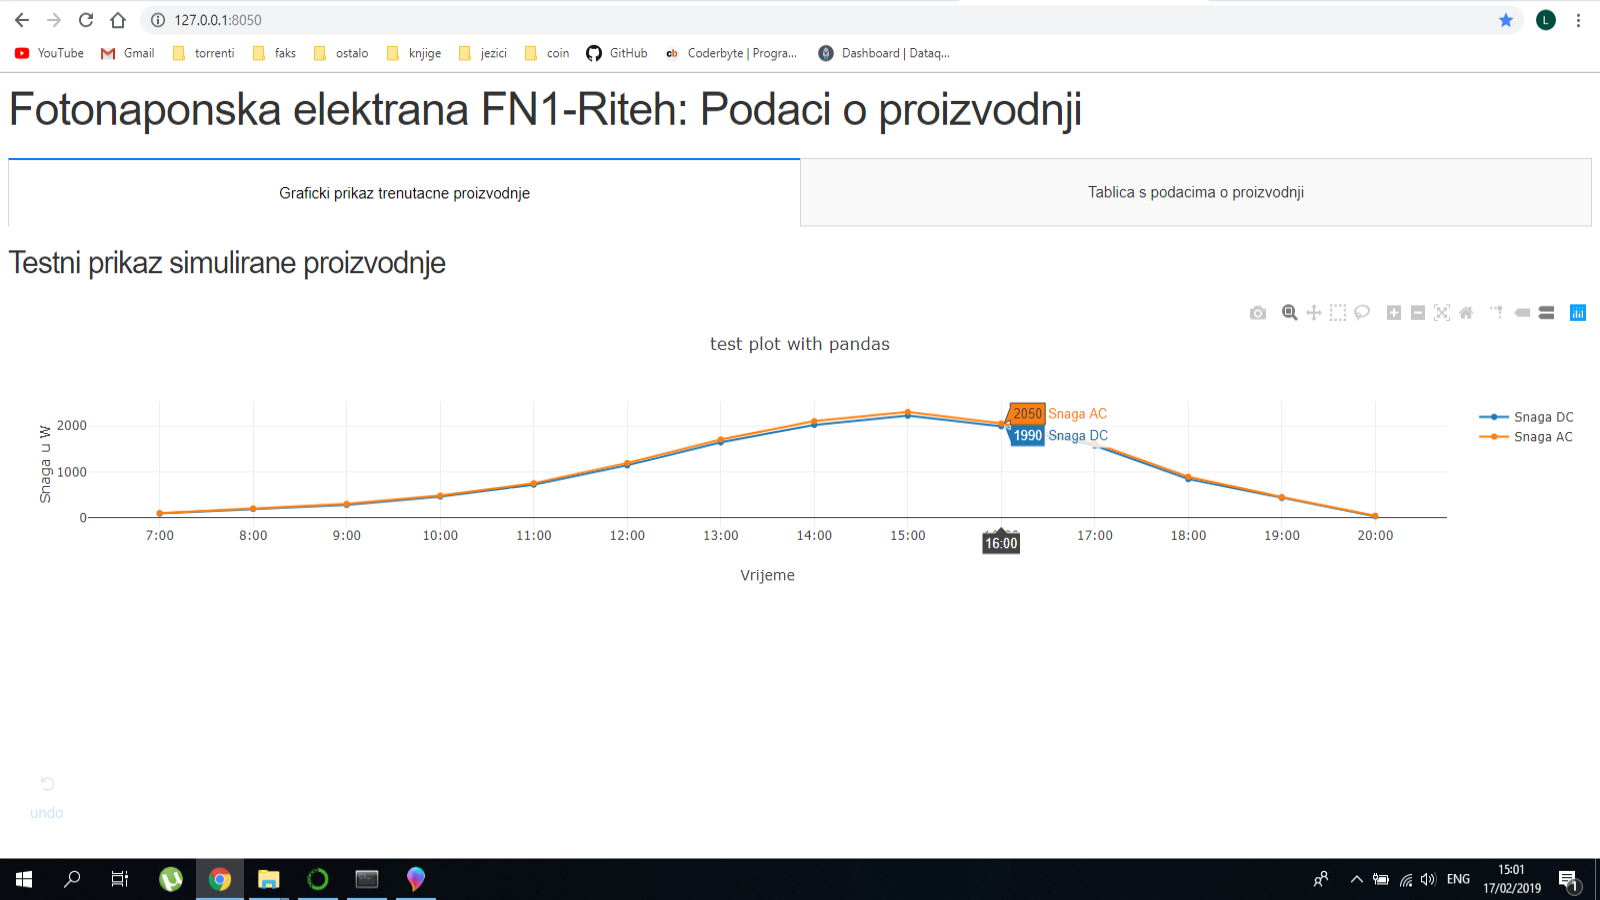 127.0.0.1:8050
L
YouTube Gmail torrenti faks ostalo knjige jezici coin GitHub cb Coderbyte | Progra... Dashboard | Dataq...
Fotonaponska elektrana FN1-Riteh: Podaci o proizvodnji
Graficki prikaz trenutacne proizvodnje Tablica s podacima o proizvodnji
Testni prikaz simulirane proizvodnje
test plot with pandas
2050 Snaga AC
1990 Snaga DC
Snaga DC
Snaga AC
Snaga u W
2000
1000
0
7:00 8:00 9:00 10:00 11:00 12:00 13:00 14:00 15:00 16:00 17:00 18:00 19:00 20:00
Vrijeme
undo
ENG
15:01
17/02/2019
1